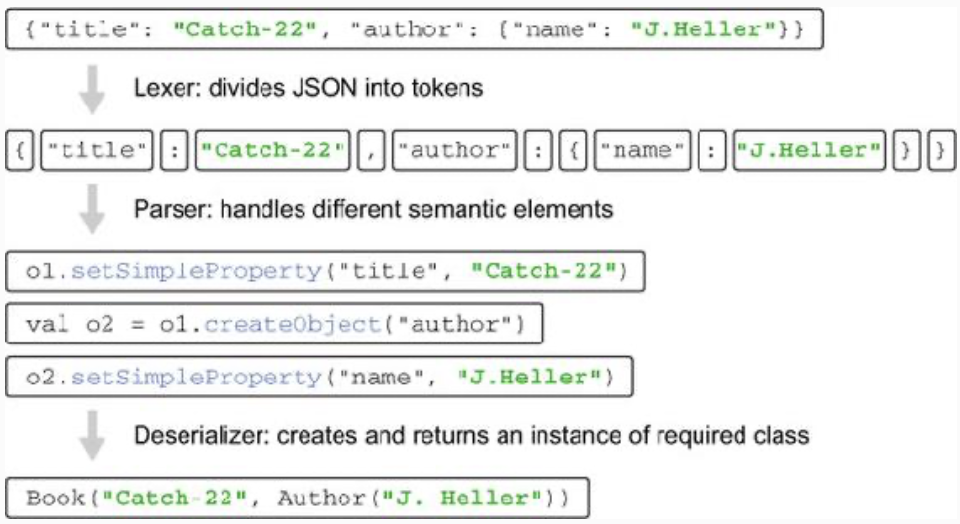 {"title": "Catch-22", "author": {"name": "J.Heller"}}
Lexer: divides JSON into tokens
{ "title" : "Catch-22" , "author" : { "name" : "J.Heller" } }
Parser: handles different semantic elements
o1.setSimpleProperty("title", "Catch-22")
val o2 = o1.createObject("author")
o2.setSimpleProperty("name", "J.Heller")
Deserializer: creates and returns an instance of required class
Book("Catch-22", Author("J. Heller"))